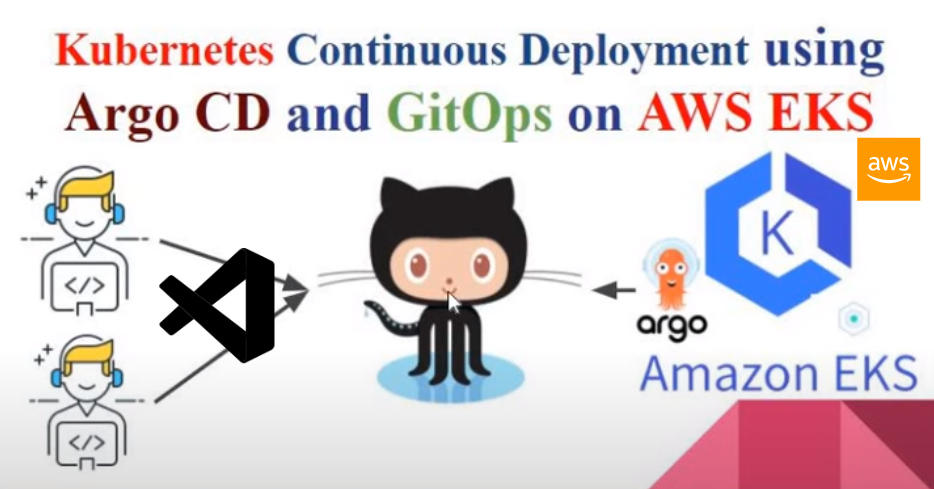 Kubernetes Continuous Deployment using
Argo CD and GitOps on AWS EKS
aws
K
</>
argo
</>
Amazon EKS